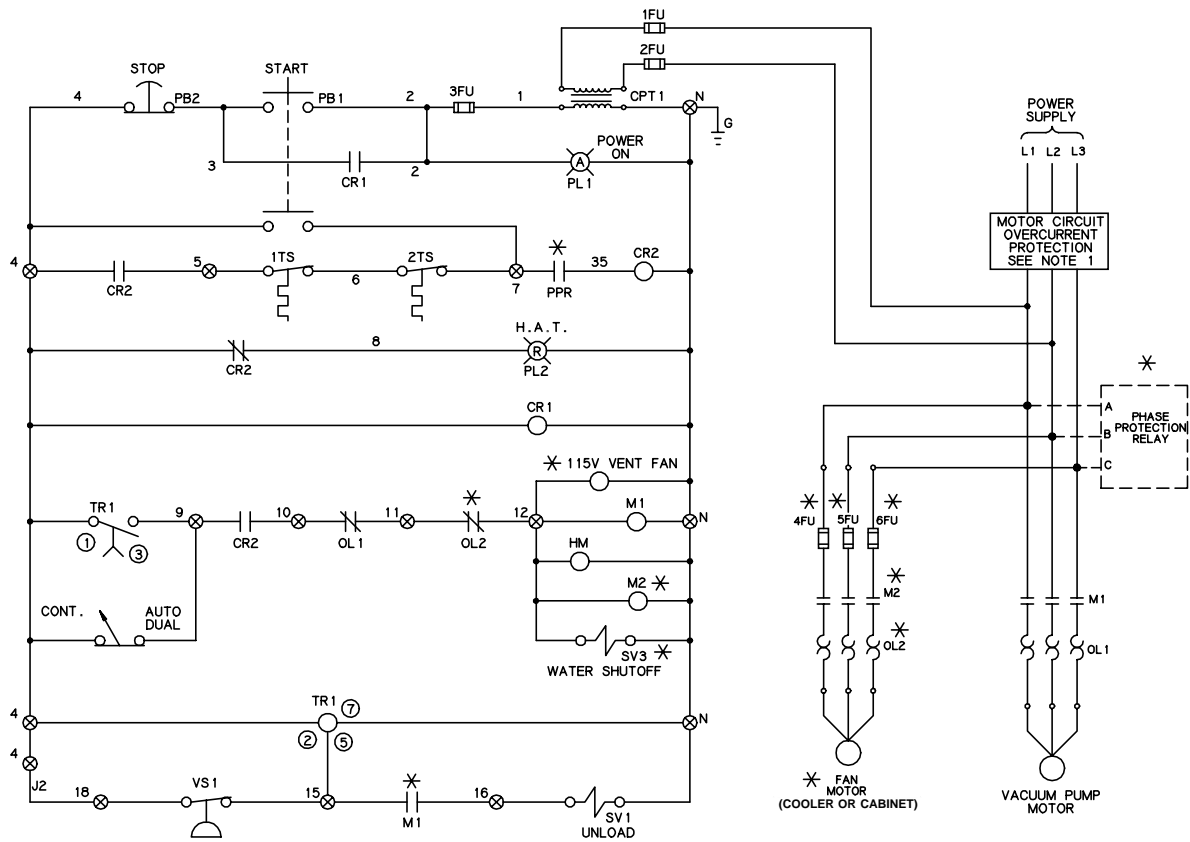 1FU
2FU
STOP
START
4
PB2
PB1
2
3FU
1
CPT1
N
G
POWER
ON
3
CR1
2
A
PL1
POWER
SUPPLY
L1
L2
L3
MOTOR CIRCUIT
OVERCURRENT
PROTECTION
SEE NOTE 1
4
CR2
5
1TS
6
2TS
7
PPR
35
CR2
H.A.T.
CR2
8
R
PL2
CR1
A
B
C
PHASE
PROTECTION
RELAY
115V VENT FAN
TR1
1
3
9
CR2
10
OL1
11
OL2
12
M1
N
HM
M2
SV3
WATER SHUTOFF
CONT.
AUTO
DUAL
4FU
5FU
6FU
M2
OL2
M1
OL1
4
TR1
7
2
5
N
4
J2
18
VS1
15
M1
16
SV1
UNLOAD
FAN
MOTOR
(COOLER OR CABINET)
VACUUM PUMP
MOTOR